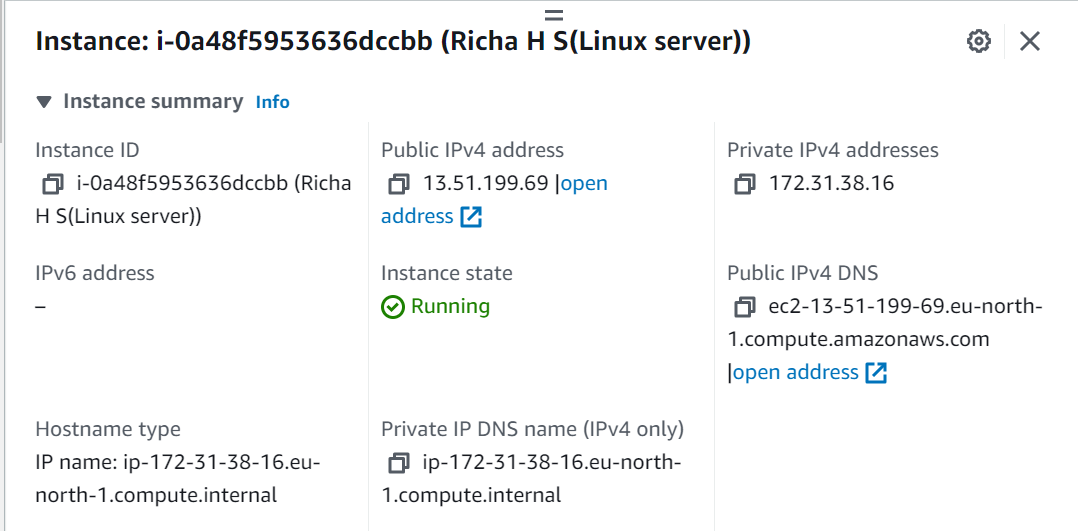 Instance: i-0a48f5953636dccbb (Richa H S(Linux server))
Instance summary Info
Instance ID
i-0a48f5953636dccbb (Richa
H S(Linux server))
Public IPv4 address
13.51.199.69 |open
address
Private IPv4 addresses
172.31.38.16
IPv6 address
–
Instance state
Running
Public IPv4 DNS
ec2-13-51-199-69.eu-north-
1.compute.amazonaws.com
|open address
Hostname type
IP name: ip-172-31-38-16.eu-
north-1.compute.internal
Private IP DNS name (IPv4 only)
ip-172-31-38-16.eu-north-
1.compute.internal